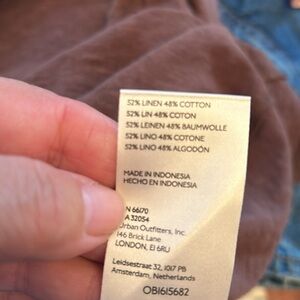 52% LINEN 48% COTTON
52% LIN 48% COTON
52% LEINEN 48% BAUMWOLLE
52% LINO 48% COTONE
52% LINO 48% ALGODÓN
MADE IN INDONESIA
HECHO EN INDONESIA
N 66170
A 32054
Urban Outfitters, Inc.
146 Brick Lane
LONDON, E1 6RU
Leidsestraat 32, 1017 PB
Amsterdam, Netherlands
OB1615682